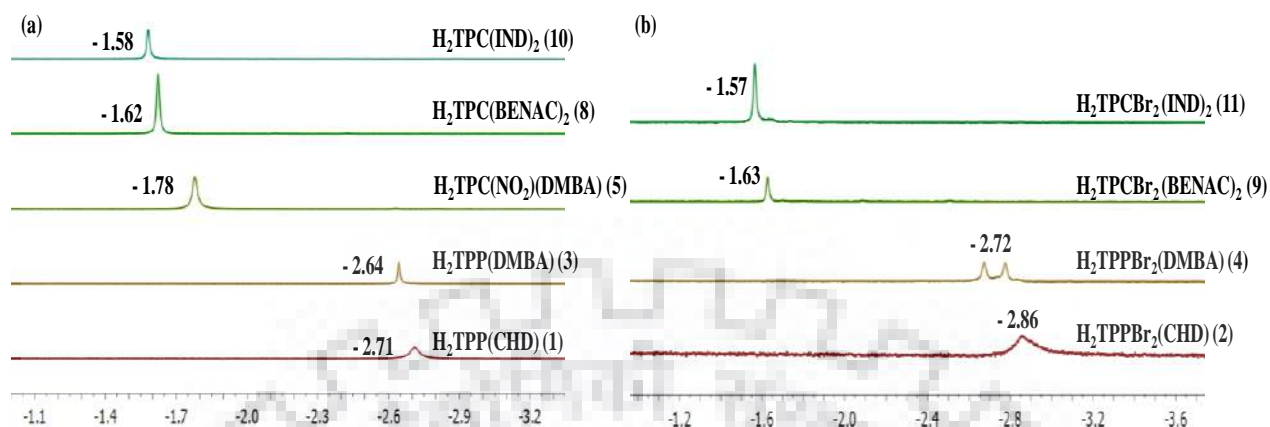 (a)
- 1.58
H₂TPC(IND)₂ (10)
- 1.62
H₂TPC(BENAC)₂ (8)
- 1.78
H₂TPC(NO₂)(DMBA) (5)
- 2.64
H₂TPP(DMBA) (3)
- 2.71
H₂TPP(CHD) (1)
-1.1 -1.4 -1.7 -2.0 -2.3 -2.6 -2.9 -3.2
(b)
- 1.57
H₂TPCBr₂(IND)₂ (11)
- 1.63
H₂TPCBr₂(BENAC)₂ (9)
- 2.72
H₂TPPBr₂(DMBA) (4)
- 2.86
H₂TPPBr₂(CHD) (2)
-1.2 -1.6 -2.0 -2.4 -2.8 -3.2 -3.6